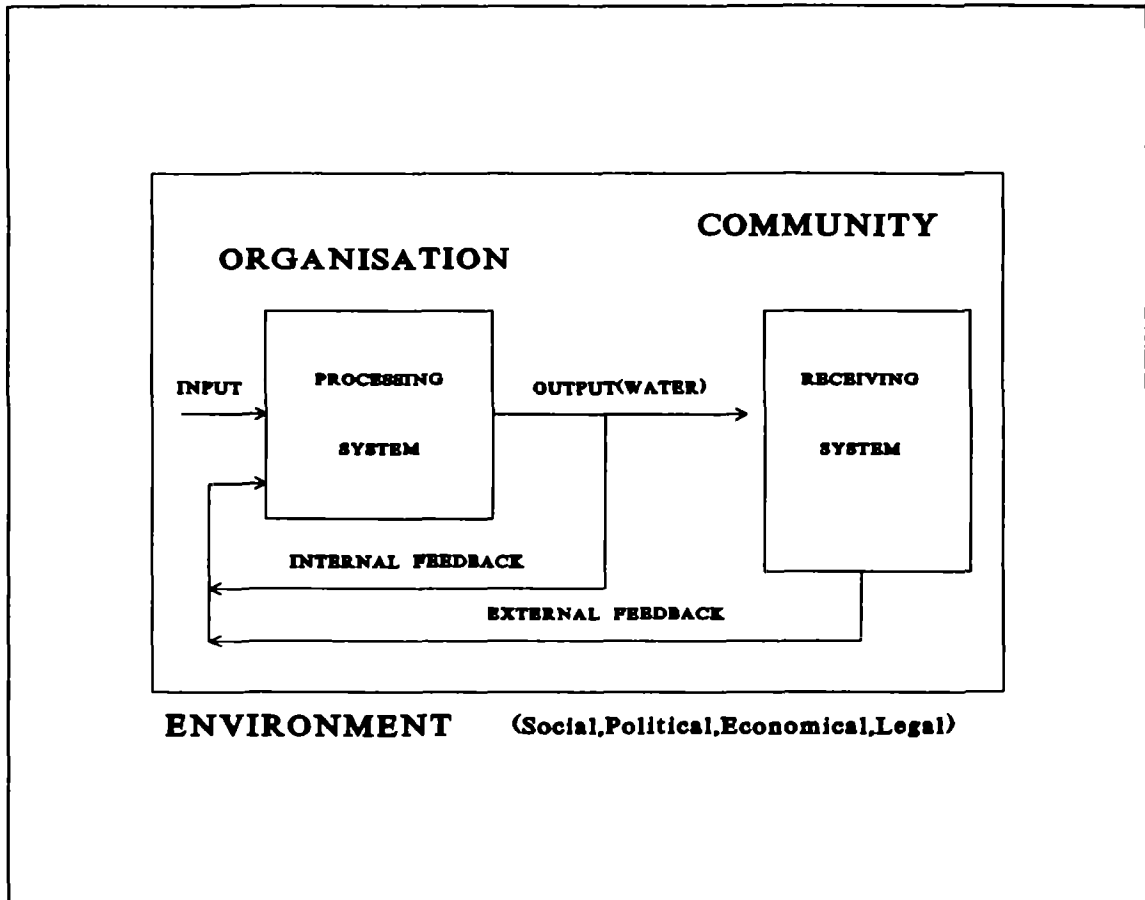 COMMUNITY
ORGANISATION
INPUT
PROCESSING
SYSTEM
OUTPUT(WATER)
RECEIVING
SYSTEM
INTERNAL FEEDBACK
EXTERNAL FEEDBACK
ENVIRONMENT (Social,Political,Economical,Legal)